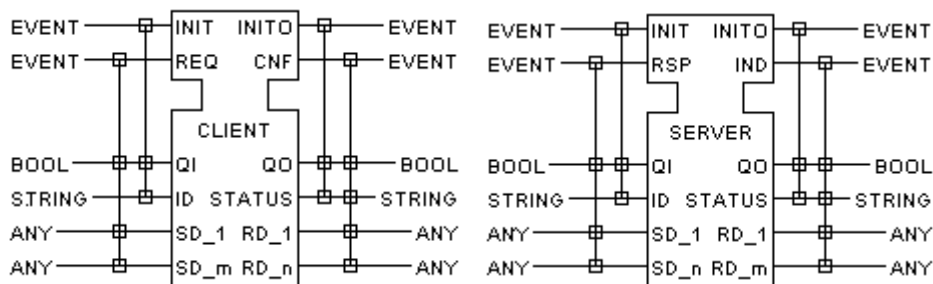 EVENT INIT INITO EVENT
EVENT REQ CNF EVENT
CLIENT
BOOL QI QO BOOL
STRING ID STATUS STRING
ANY SD_1 RD_1 ANY
ANY SD_m RD_n ANY
EVENT INIT INITO EVENT
EVENT RSP IND EVENT
SERVER
BOOL QI QO BOOL
STRING ID STATUS STRING
ANY SD_1 RD_1 ANY
ANY SD_n RD_m ANY